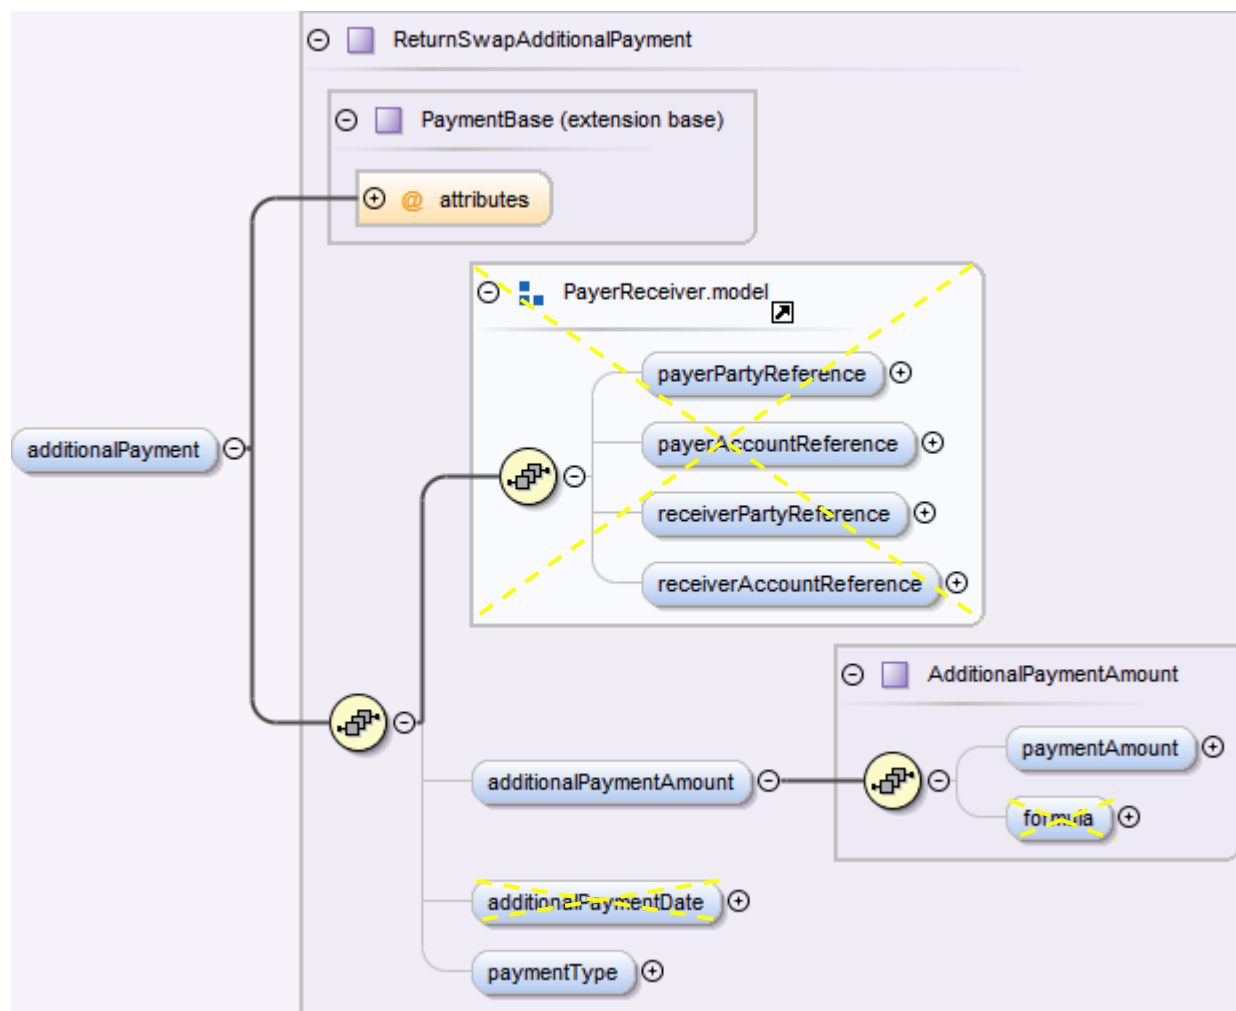 ReturnSwapAdditionalPayment
PaymentBase (extension base)
@ attributes
PayerReceiver.model
payerPartyReference
payerAccountReference
additionalPayment
receiverPartyReference
receiverAccountReference
AdditionalPaymentAmount
paymentAmount
additionalPaymentAmount
formula
additionalPaymentDate
paymentType